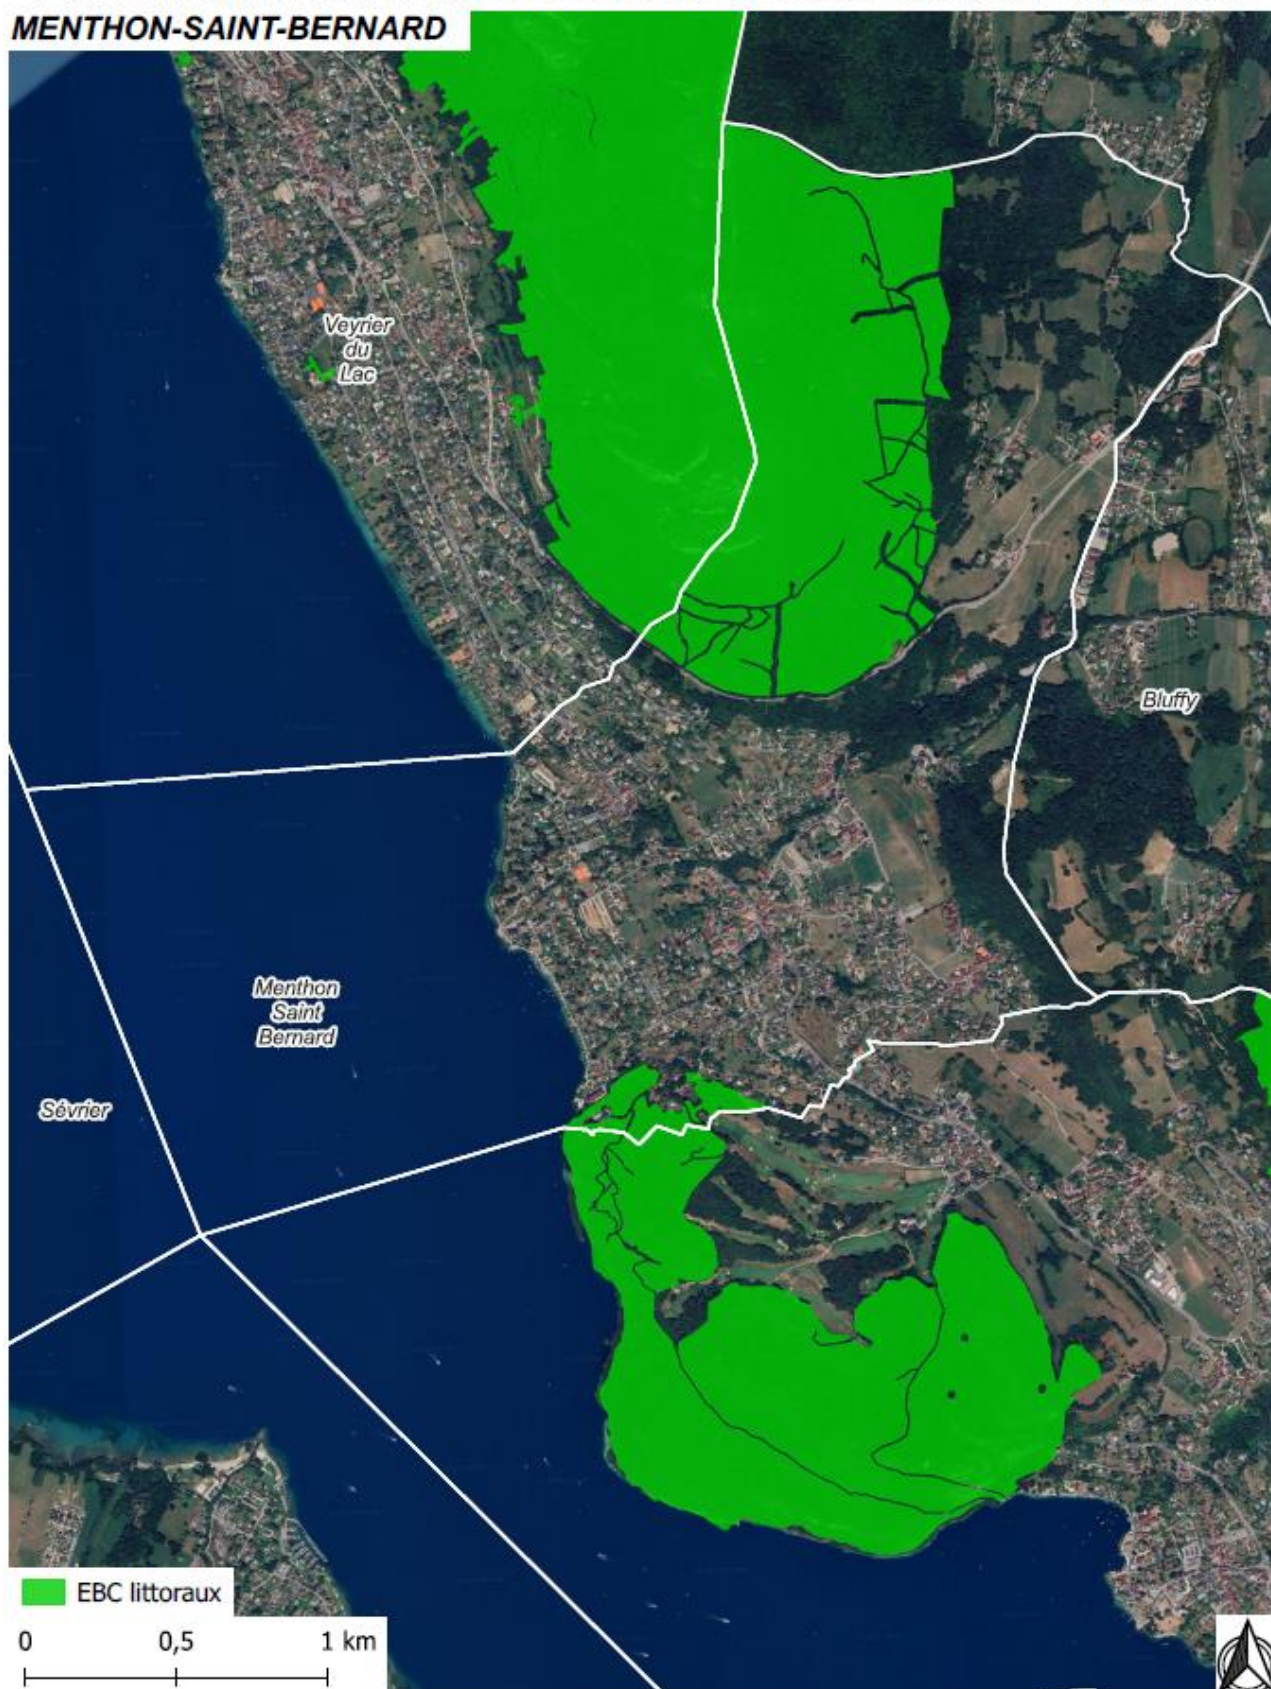 MENTHON-SAINT-BERNARD
Veyrier
du
Lac
Bluffy
Menthon
Saint
Bernard
Sévrier
EBC littoraux
0 0,5 1 km